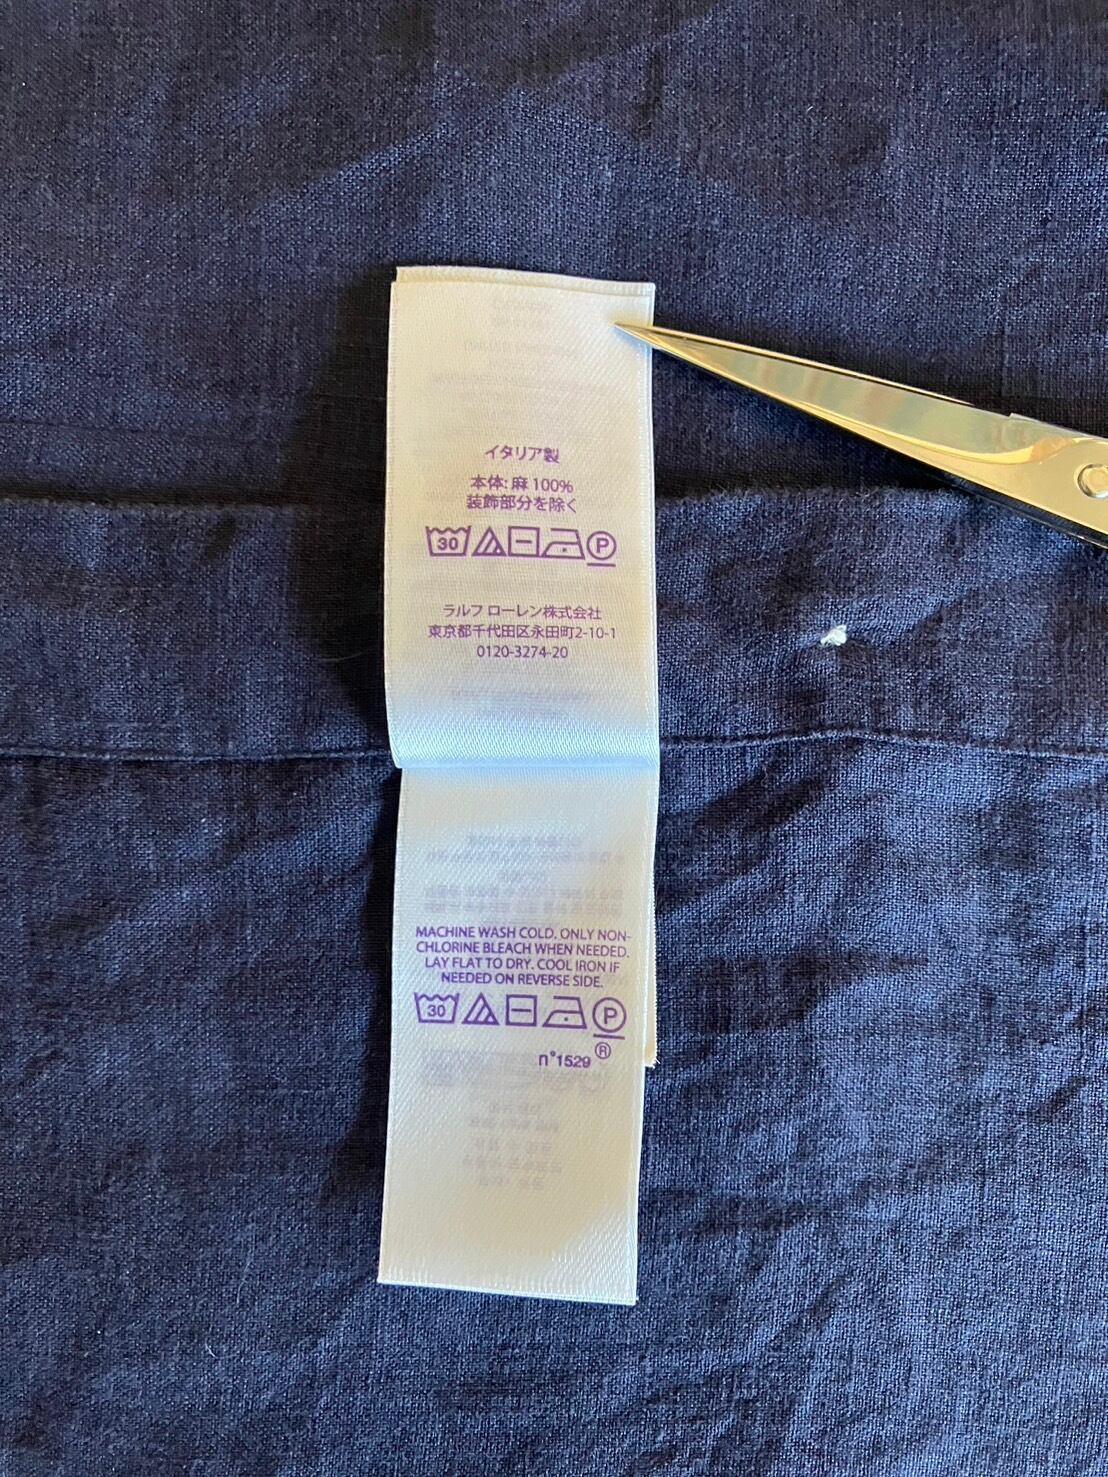 イタリア製
本体: 麻 100%
装飾部分を除く
30 P
ラルフ ローレン株式会社
東京都千代田区永田町2-10-1
0120-3274-20
MACHINE WASH COLD. ONLY NON-
CHLORINE BLEACH WHEN NEEDED.
LAY FLAT TO DRY. COOL IRON IF
NEEDED ON REVERSE SIDE.
30 P
®
n°1529